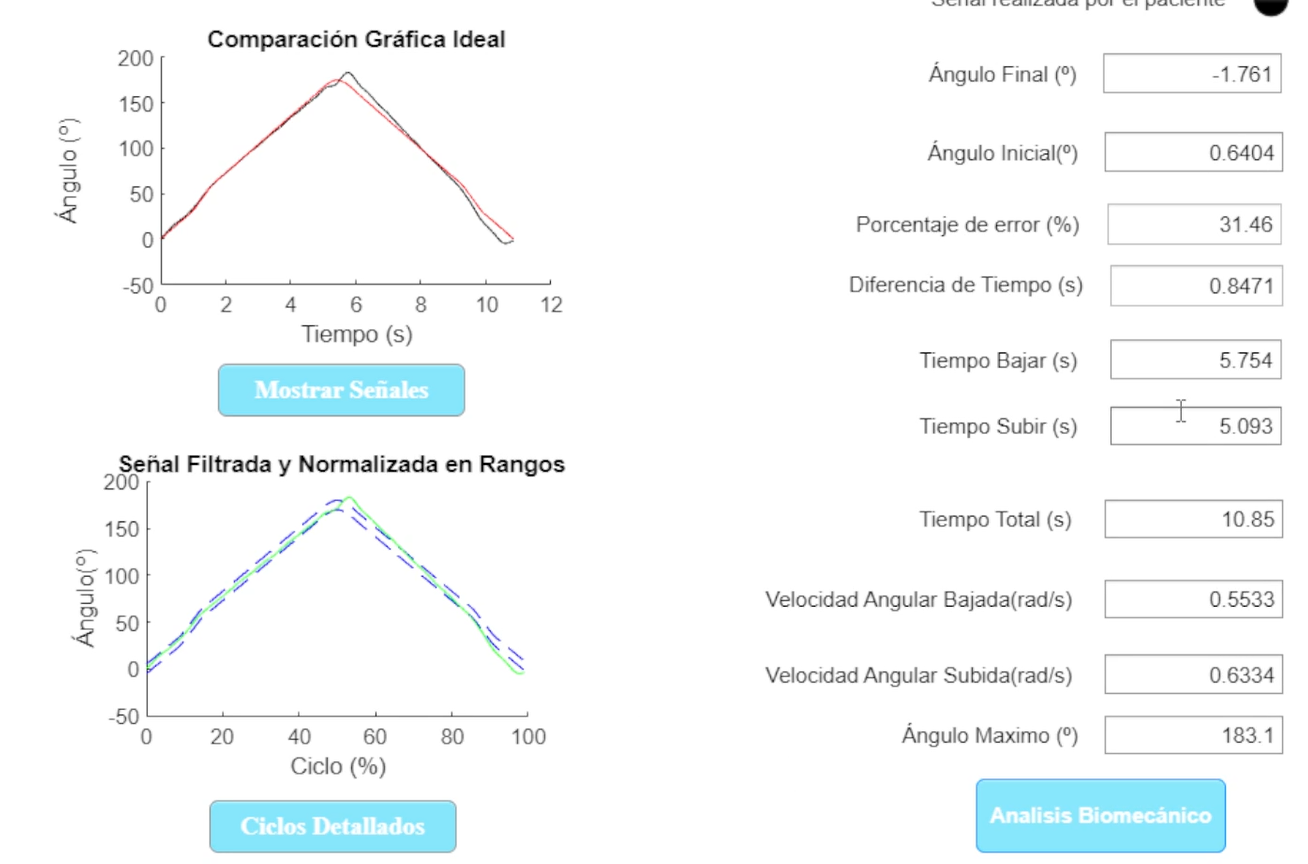 Señal realizada por el paciente
Comparación Gráfica Ideal
200
150
100
50
0
-50
Ángulo (º)
0 2 4 6 8 10 12
Tiempo (s)
Mostrar Señales
Señal Filtrada y Normalizada en Rangos
200
150
100
50
0
-50
Ángulo(º)
0 20 40 60 80 100
Ciclo (%)
Ciclos Detallados
Ángulo Final (º) -1.761
Ángulo Inicial(º) 0.6404
Porcentaje de error (%) 31.46
Diferencia de Tiempo (s) 0.8471
Tiempo Bajar (s) 5.754
Tiempo Subir (s) 5.093
Tiempo Total (s) 10.85
Velocidad Angular Bajada(rad/s) 0.5533
Velocidad Angular Subida(rad/s) 0.6334
Ángulo Maximo (º) 183.1
Analisis Biomecánico